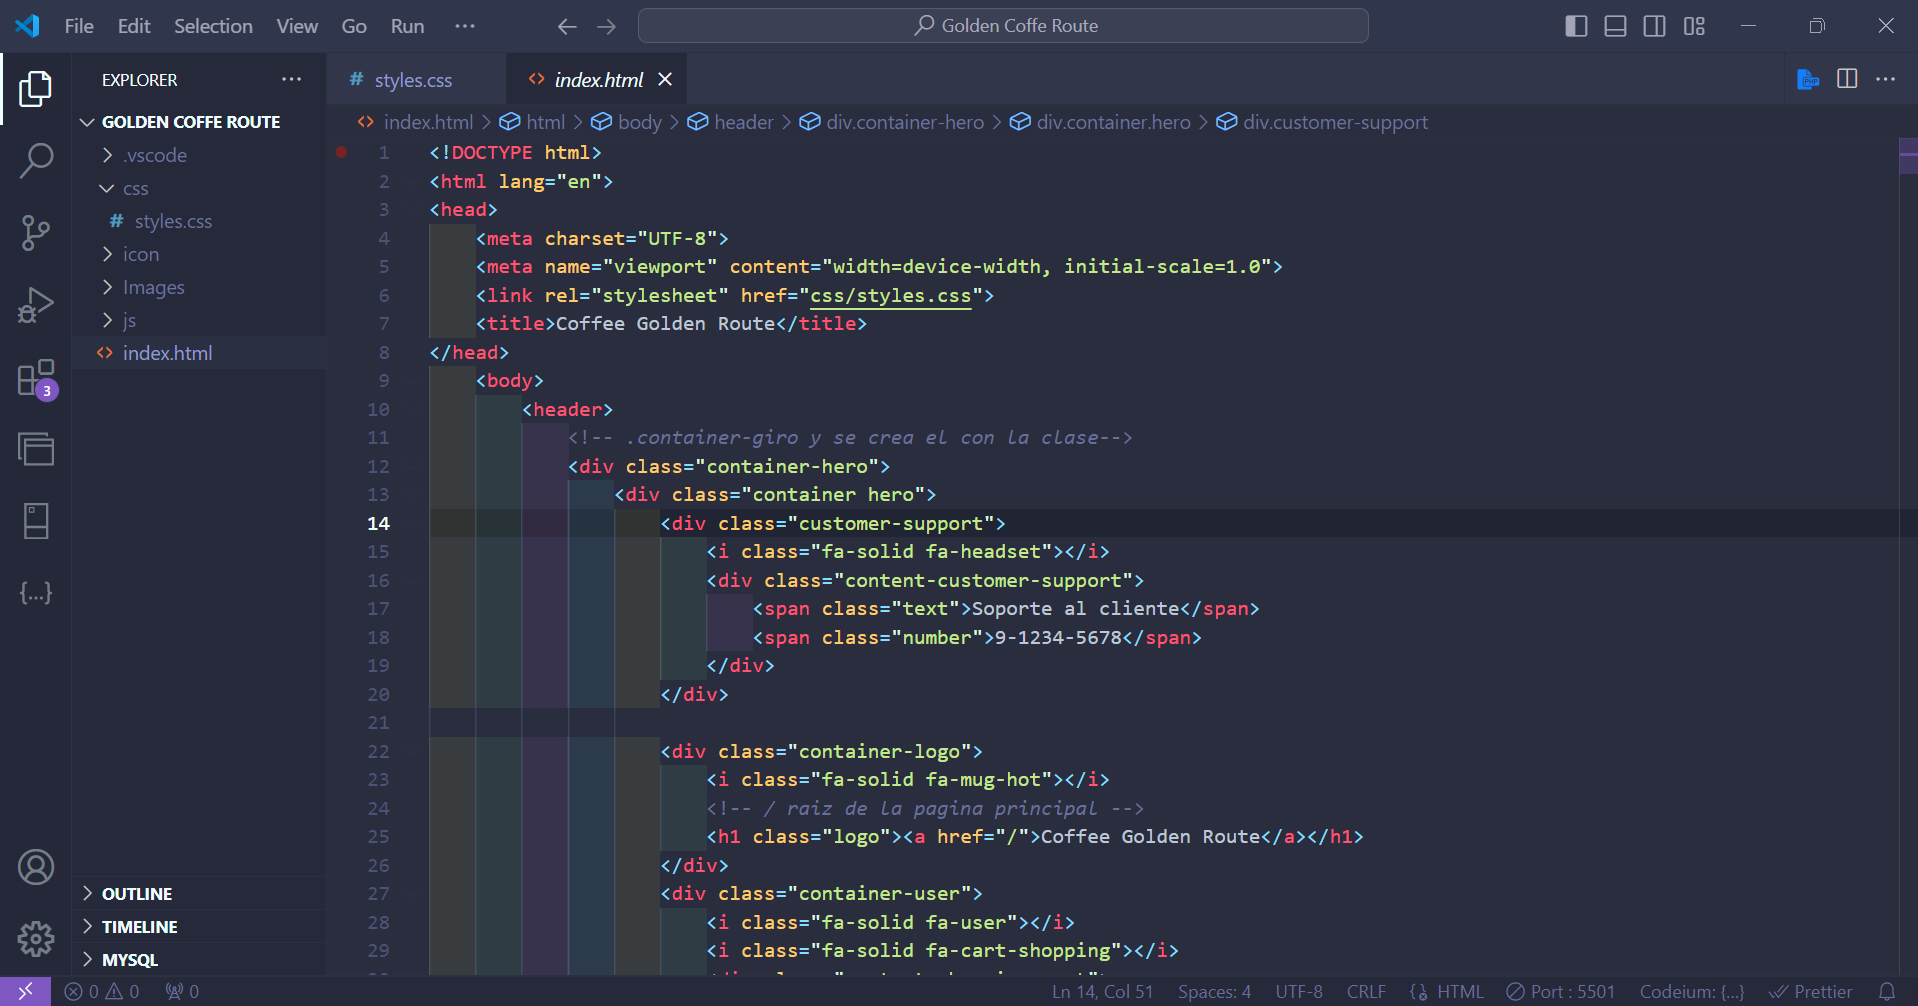 File Edit Selection View Go Run ··· Golden Coffe Route
EXPLORER ···
GOLDEN COFFE ROUTE
.vscode
css
# styles.css
icon
Images
js
<> index.html
3
OUTLINE
TIMELINE
MYSQL
# styles.css <> index.html
<> index.html > html > body > header > div.container-hero > div.container.hero > div.customer-support
1 <!DOCTYPE html>
2 <html lang="en">
3 <head>
4 <meta charset="UTF-8">
5 <meta name="viewport" content="width=device-width, initial-scale=1.0">
6 <link rel="stylesheet" href="css/styles.css">
7 <title>Coffee Golden Route</title>
8 </head>
9 <body>
10 <header>
11 <!-- .container-giro y se crea el con la clase-->
12 <div class="container-hero">
13 <div class="container hero">
14 <div class="customer-support">
15 <i class="fa-solid fa-headset"></i>
16 <div class="content-customer-support">
17 <span class="text">Soporte al cliente</span>
18 <span class="number">9-1234-5678</span>
19 </div>
20 </div>
21
22 <div class="container-logo">
23 <i class="fa-solid fa-mug-hot"></i>
24 <!-- / raiz de la pagina principal -->
25 <h1 class="logo"><a href="/">Coffee Golden Route</a></h1>
26 </div>
27 <div class="container-user">
28 <i class="fa-solid fa-user"></i>
29 <i class="fa-solid fa-cart-shopping"></i>
0 0 0 Ln 14, Col 51 Spaces: 4 UTF-8 CRLF HTML Port : 5501 Codeium: {...} Prettier